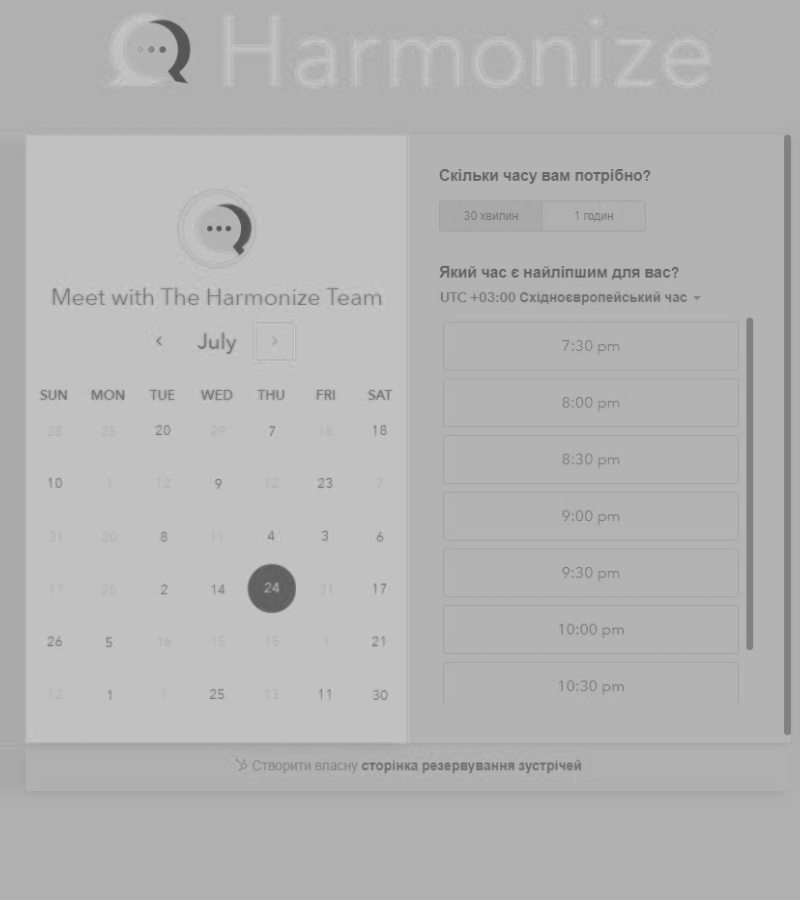 Harmonize
Meet with The Harmonize Team
July
SUN MON TUE WED THU FRI SAT
28 25 20 29 7 18 18
10 1 12 9 12 23 7
31 20 8 11 4 3 6
17 25 2 14 24 31 17
26 5 16 15 15 1 21
12 1 7 25 13 11 30
Скільки часу вам потрібно?
30 хвилин 1 годин
Який час є найліпшим для вас?
UTC +03:00 Східноєвропейський час
7:30 pm
8:00 pm
8:30 pm
9:00 pm
9:30 pm
10:00 pm
10:30 pm
Створити власну сторінка резервування зустрічей